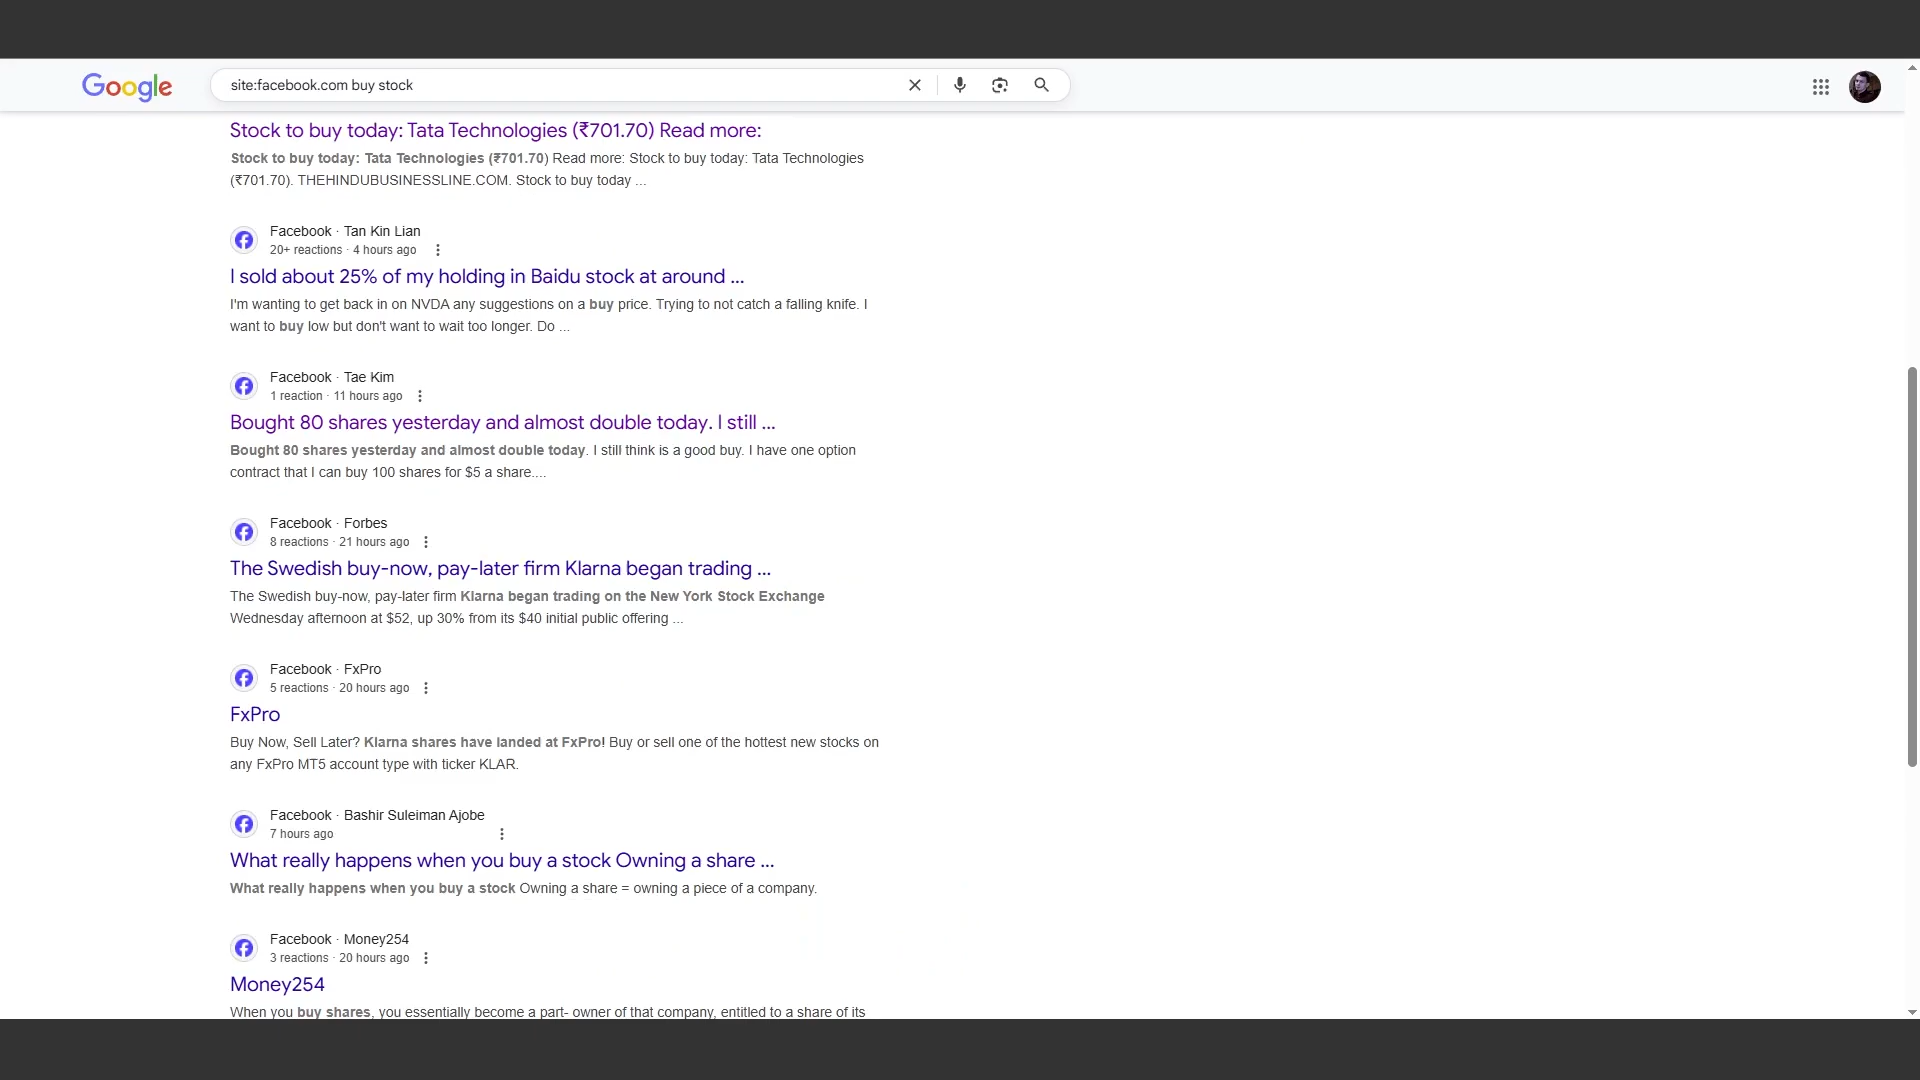 Google
site:facebook.com buy stock
Stock to buy today: Tata Technologies (₹701.70) Read more:
Stock to buy today: Tata Technologies (₹701.70) Read more: Stock to buy today: Tata Technologies
(₹701.70). THEHINDUBUSINESSLINE.COM. Stock to buy today ...
Facebook · Tan Kin Lian
20+ reactions · 4 hours ago
I sold about 25% of my holding in Baidu stock at around ...
I'm wanting to get back in on NVDA any suggestions on a buy price. Trying to not catch a falling knife. I
want to buy low but don't want to wait too longer. Do ...
Facebook · Tae Kim
1 reaction · 11 hours ago
Bought 80 shares yesterday and almost double today. I still ...
Bought 80 shares yesterday and almost double today. I still think is a good buy. I have one option
contract that I can buy 100 shares for $5 a share....
Facebook · Forbes
8 reactions · 21 hours ago
The Swedish buy-now, pay-later firm Klarna began trading ...
The Swedish buy-now, pay-later firm Klarna began trading on the New York Stock Exchange
Wednesday afternoon at $52, up 30% from its $40 initial public offering ...
Facebook · FxPro
5 reactions · 20 hours ago
FxPro
Buy Now, Sell Later? Klarna shares have landed at FxPro! Buy or sell one of the hottest new stocks on
any FxPro MT5 account type with ticker KLAR.
Facebook · Bashir Suleiman Ajobe
7 hours ago
What really happens when you buy a stock Owning a share ...
What really happens when you buy a stock Owning a share = owning a piece of a company.
Facebook · Money254
3 reactions · 20 hours ago
Money254
When you buy shares, you essentially become a part- owner of that company, entitled to a share of its